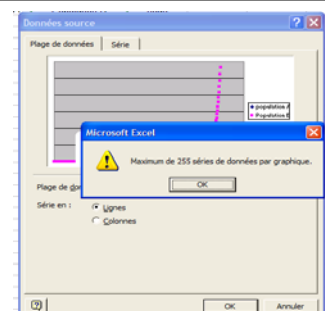 Données source
Plage de données
Série
population A
Population B
Microsoft Excel
Maximum de 255 séries de données par graphique.
OK
Plage de do
Série en :
Lignes
Colonnes
OK
Annuler